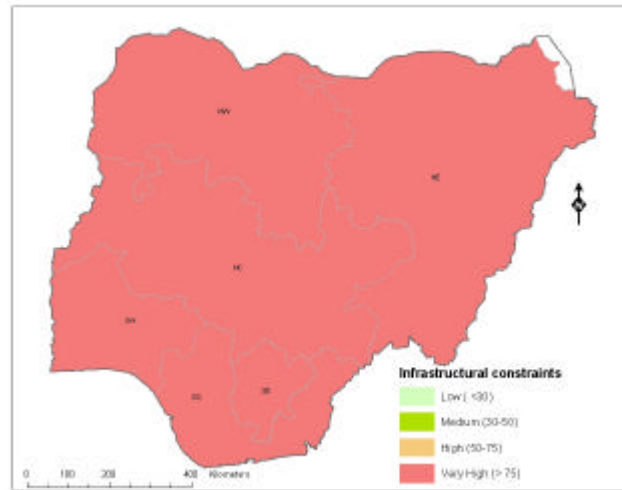 NW
NE
NC
SW
SS
SE
Infrastructural constraints
Low ( <30)
Medium (30-50)
High (50-75)
Very High (> 75)
0 100 200 400 Kilometers